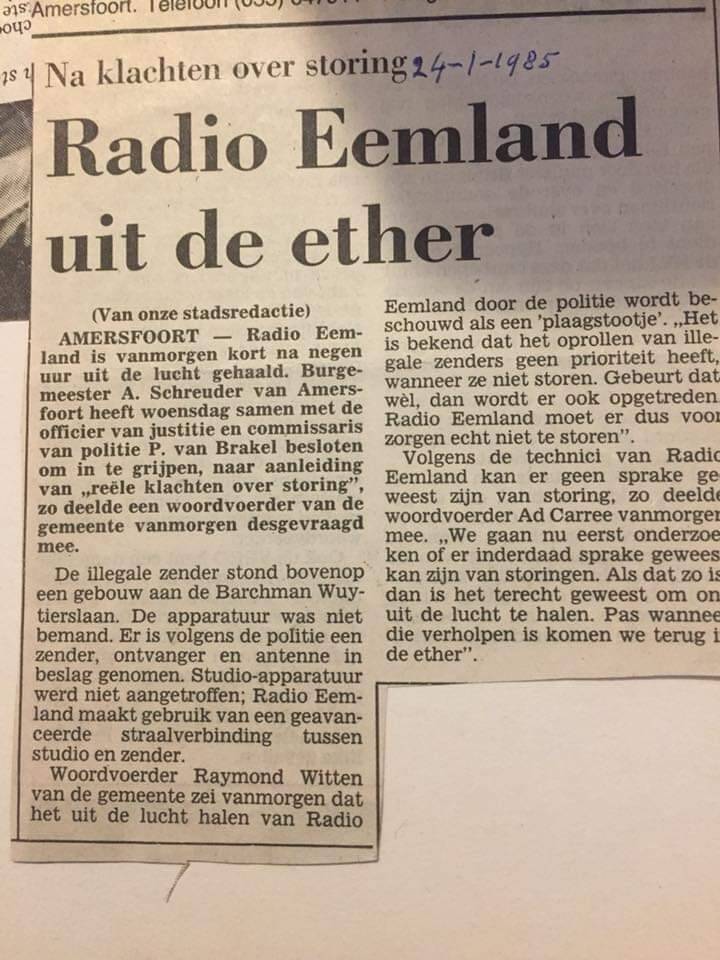 Amersfoort. Telefoon (033)
Na klachten over storing 24-1-1985
Radio Eemland
uit de ether
(Van onze stadsredactie)
AMERSFOORT — Radio Eem-
land is vanmorgen kort na negen
uur uit de lucht gehaald. Burge-
meester A. Schreuder van Amers-
foort heeft woensdag samen met de
officier van justitie en commissaris
van politie P. van Brakel besloten
om in te grijpen, naar aanleiding
van „reële klachten over storing”,
zo deelde een woordvoerder van de
gemeente vanmorgen desgevraagd
mee.
De illegale zender stond bovenop
een gebouw aan de Barchman Wuy-
tierslaan. De apparatuur was niet
bemand. Er is volgens de politie een
zender, ontvanger en antenne in
beslag genomen. Studio-apparatuur
werd niet aangetroffen; Radio Eem-
land maakt gebruik van een geavan-
ceerde straalverbinding tussen
studio en zender.
Woordvoerder Raymond Witten
van de gemeente zei vanmorgen dat
het uit de lucht halen van Radio
Eemland door de politie wordt be-
schouwd als een 'plaagstootje'. „Het
is bekend dat het oprollen van ille-
gale zenders geen prioriteit heeft,
wanneer ze niet storen. Gebeurt dat
wèl, dan wordt er ook opgetreden.
Radio Eemland moet er dus voor
zorgen echt niet te storen”.
Volgens de technici van Radio
Eemland kan er geen sprake ge-
weest zijn van storing, zo deelde
woordvoerder Ad Carree vanmorgen
mee. „We gaan nu eerst onderzoe
ken of er inderdaad sprake gewees
kan zijn van storingen. Als dat zo is
dan is het terecht geweest om on
uit de lucht te halen. Pas wannee
die verholpen is komen we terug i
de ether”.